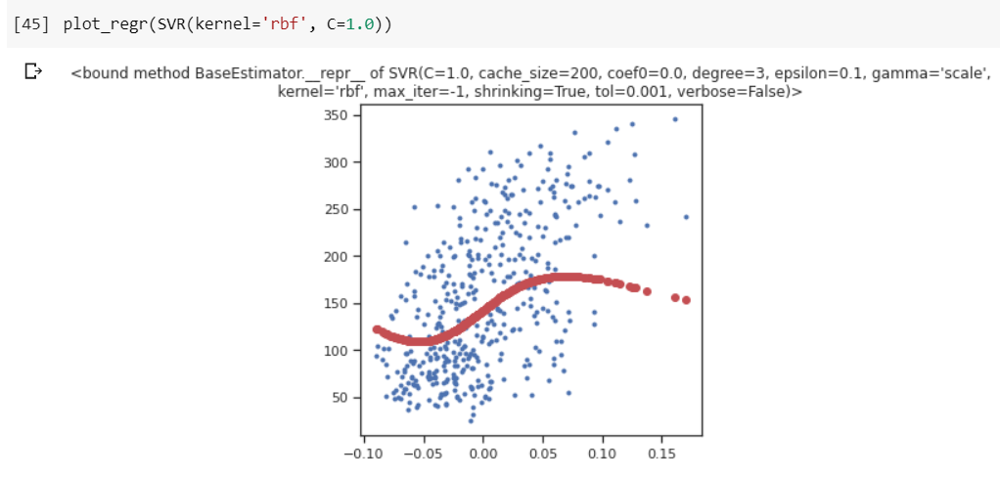 [45] plot_regr(SVR(kernel='rbf', C=1.0))
<bound method BaseEstimator.__repr__ of SVR(C=1.0, cache_size=200, coef0=0.0, degree=3, epsilon=0.1, gamma='scale',
kernel='rbf', max_iter=-1, shrinking=True, tol=0.001, verbose=False)>
350
300
250
200
150
100
50
−0.10 −0.05 0.00 0.05 0.10 0.15